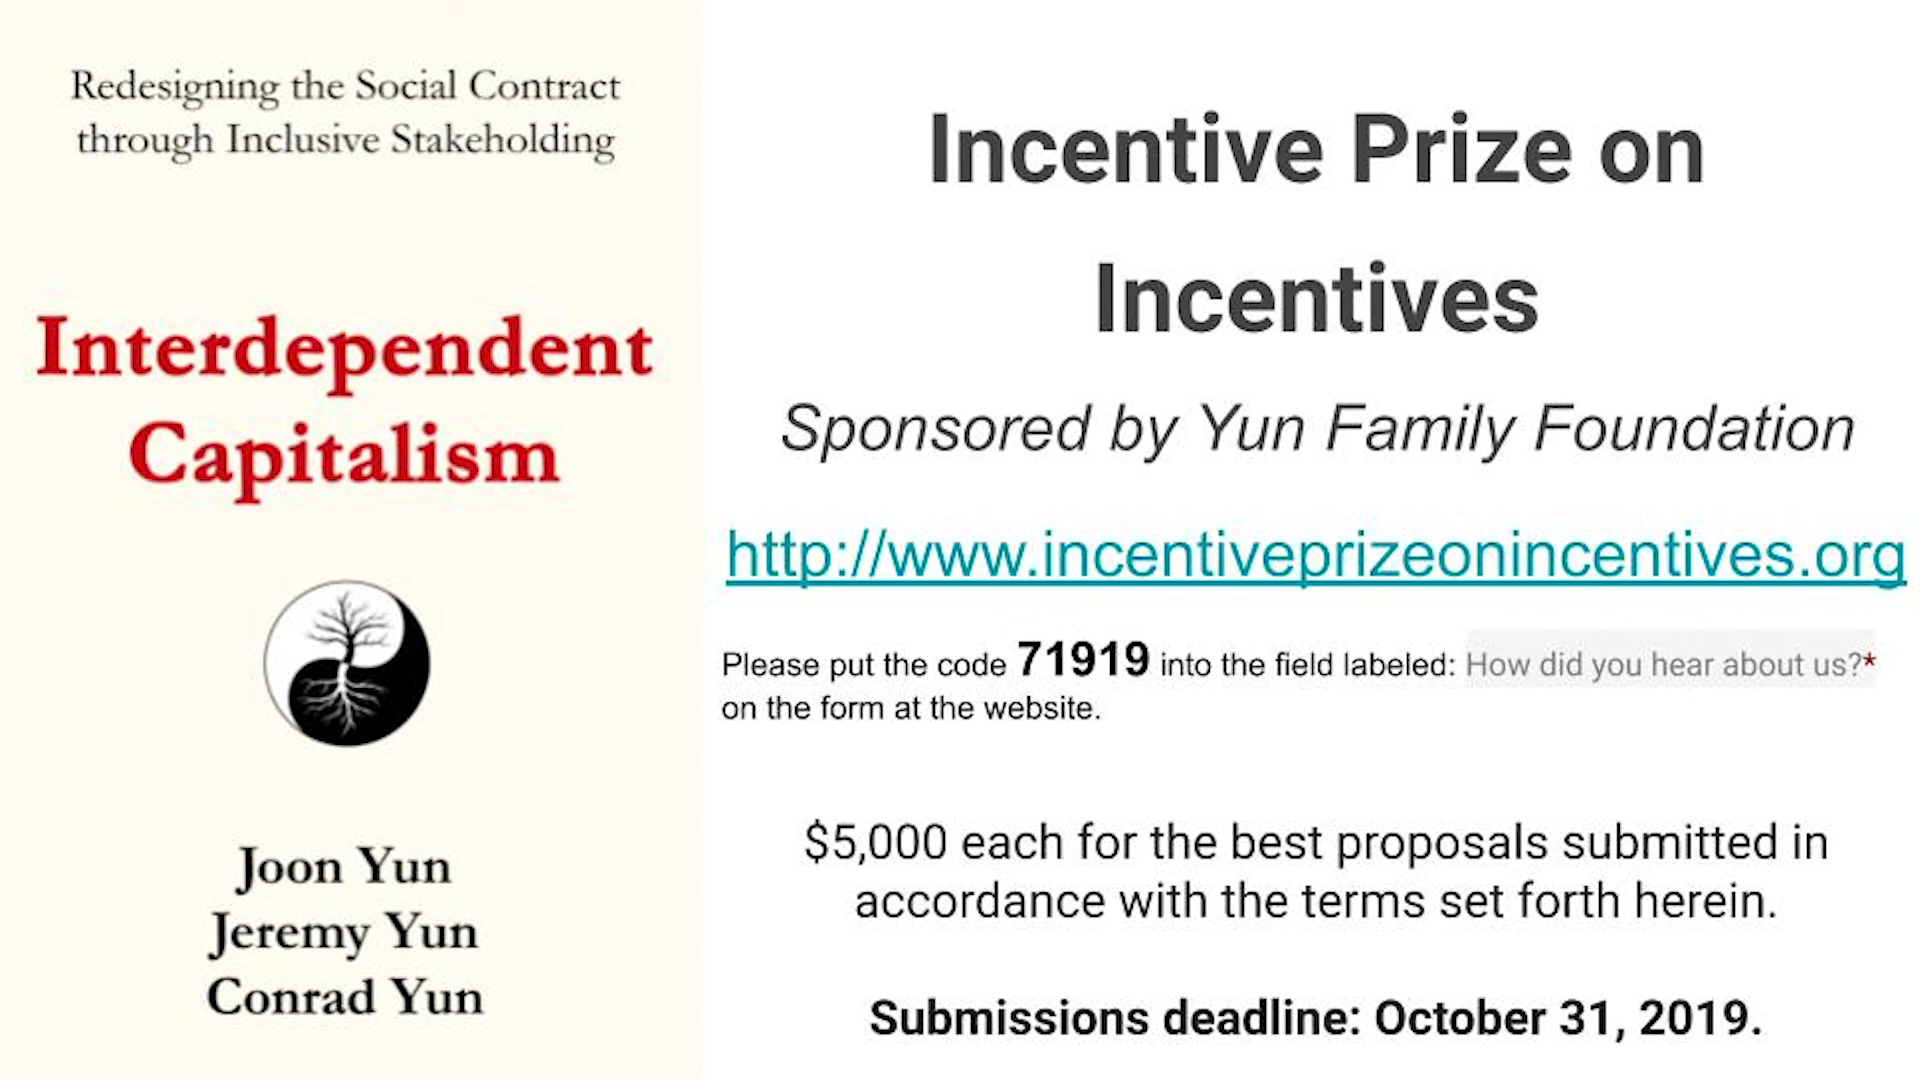 Redesigning the Social Contract
through Inclusive Stakeholding
Interdependent
Capitalism
Joon Yun
Jeremy Yun
Conrad Yun
Incentive Prize on
Incentives
Sponsored by Yun Family Foundation
http://www.incentiveprizeonincentives.org
Please put the code 71919 into the field labeled: How did you hear about us?*
on the form at the website.
$5,000 each for the best proposals submitted in
accordance with the terms set forth herein.
Submissions deadline: October 31, 2019.